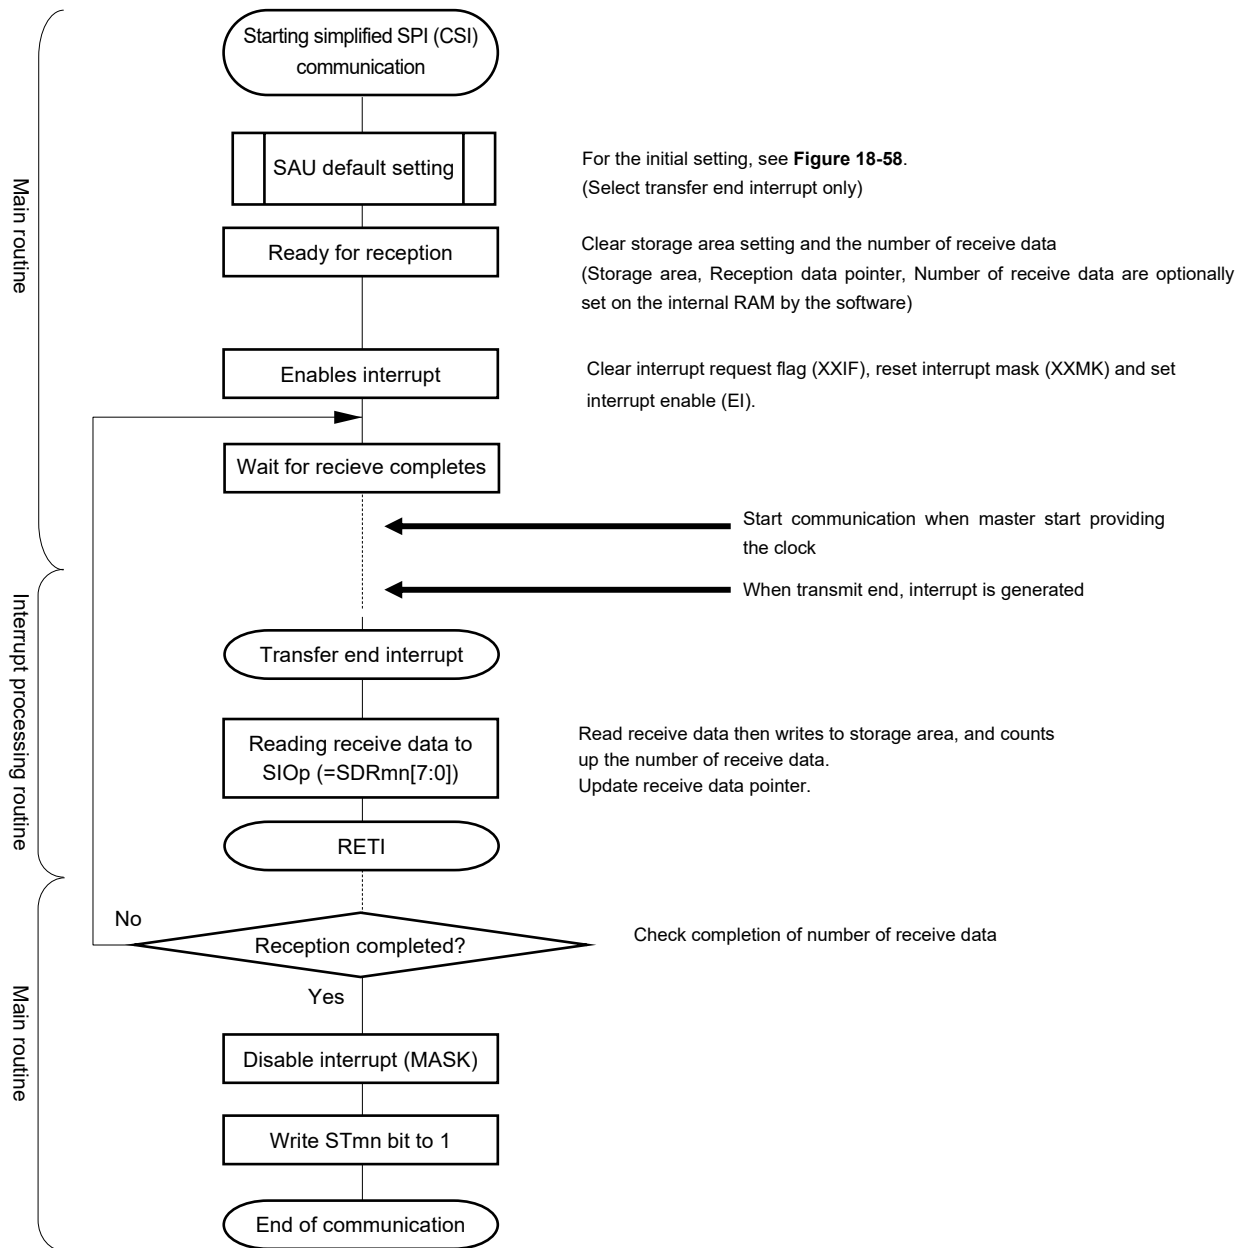 Starting simplified SPI (CSI)
communication
Main routine
SAU default setting
For the initial setting, see Figure 18-58.
(Select transfer end interrupt only)
Ready for reception
Clear storage area setting and the number of receive data
(Storage area, Reception data pointer, Number of receive data are optionally
set on the internal RAM by the software)
Enables interrupt
Clear interrupt request flag (XXIF), reset interrupt mask (XXMK) and set
interrupt enable (EI).
Wait for recieve completes
Start communication when master start providing
the clock
When transmit end, interrupt is generated
Interrupt processing routine
Transfer end interrupt
Reading receive data to
SIOp (=SDRmn[7:0])
Read receive data then writes to storage area, and counts
up the number of receive data.
Update receive data pointer.
RETI
No
Reception completed?
Check completion of number of receive data
Yes
Main routine
Disable interrupt (MASK)
Write STmn bit to 1
End of communication